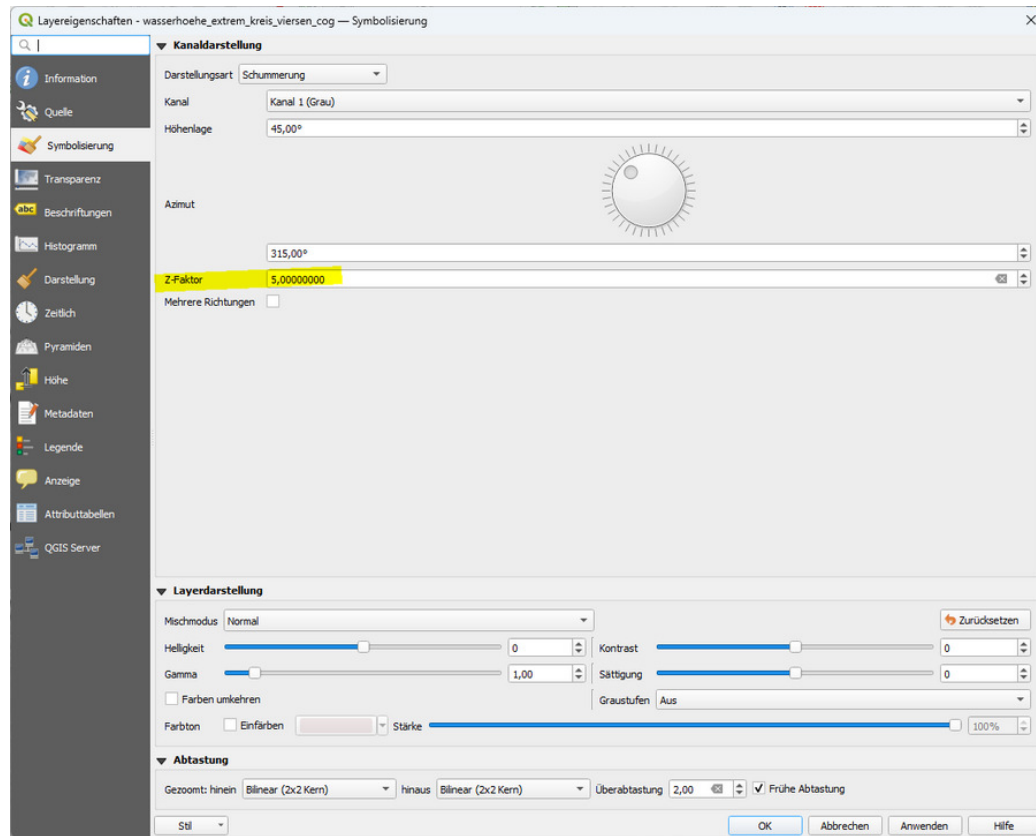 Layereigenschaften - wasserhoehe_extrem_kreis_viersen_cog — Symbolisierung
Information
Quelle
Symbolisierung
Transparenz
abc Beschriftungen
Histogramm
Darstellung
Zeitlich
Pyramiden
Höhe
Metadaten
Legende
Anzeige
Attributtabellen
QGIS Server
Kanaldarstellung
Darstellungsart Schummerung
Kanal Kanal 1 (Grau)
Höhenlage 45,00°
Azimut
315,00°
Z-Faktor 5,00000000
Mehrere Richtungen
Layerdarstellung
Mischmodus Normal Zurücksetzen
Helligkeit 0 Kontrast 0
Gamma 1,00 Sättigung 0
Farben umkehren Graustufen Aus
Farbton Einfärben Stärke 100%
Abtastung
Gezoomt: hinein Bilinear (2x2 Kern) hinaus Bilinear (2x2 Kern) Überabtastung 2,00 Frühe Abtastung
Stil OK Abbrechen Anwenden Hilfe